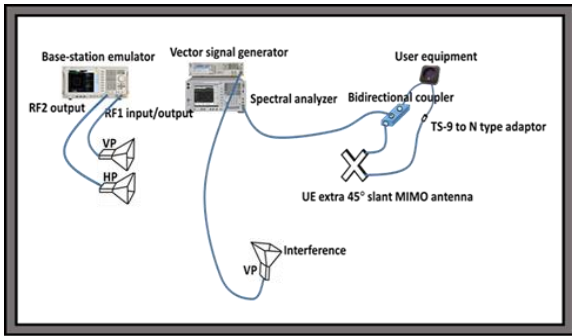 Base-station emulator
Vector signal generator
User equipment
Spectral analyzer
Bidirectional coupler
RF2 output
RF1 input/output
TS-9 to N type adaptor
VP
HP
UE extra 45° slant MIMO antenna
Interference
VP